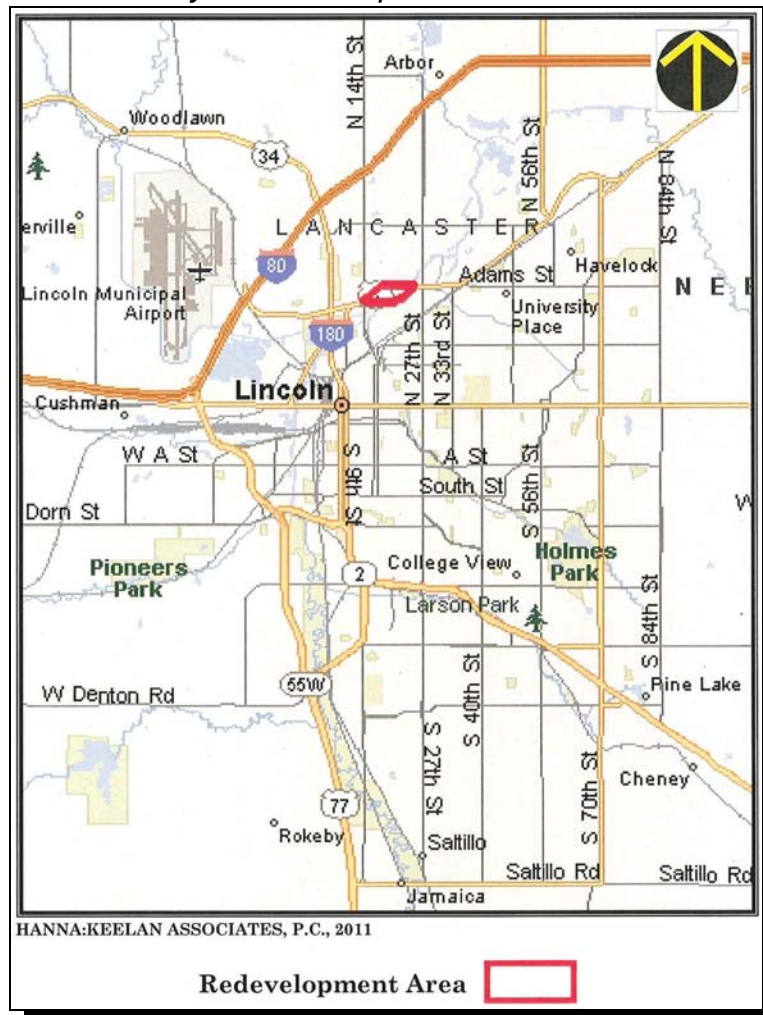 Arbor
N 14th St
Woodlawn
34
N 56th St
N 84th St
erville
LANCASTER
80
Havelock
Adams St
NE
Lincoln Municipal
Airport
University
Place
180
N 27th St
N 33rd St
Lincoln
Cushman
W A St
S 9th St
A St
South St
S 56th St
W
Dorn St
Pioneers
Park
2
College View
Holmes
Park
Larson Park
S 84th St
55W
S 40th St
Pine Lake
W Denton Rd
S 27th St
S 70th St
Cheney
77
Rokeby
Saltillo
Saltillo Rd
Saltillo Rd
Jamaica
HANNA:KEELAN ASSOCIATES, P.C., 2011
Redevelopment Area